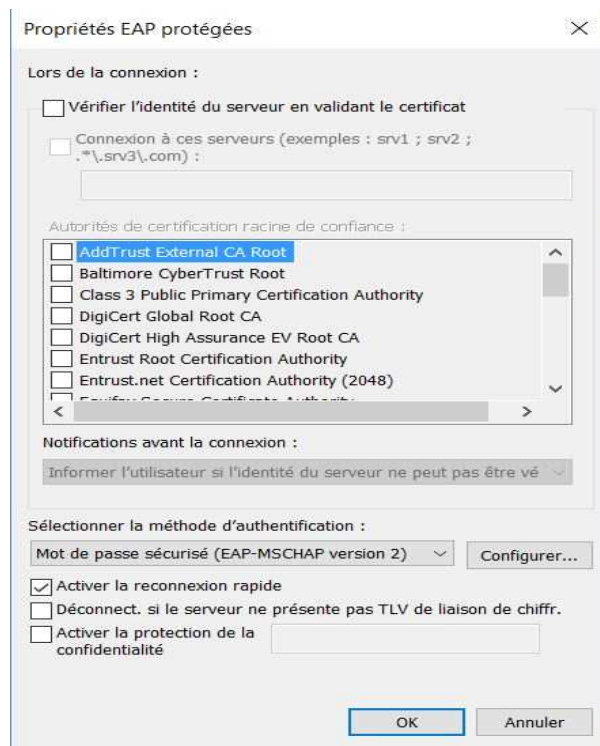 Propriétés EAP protégées
Lors de la connexion :
Vérifier l'identité du serveur en validant le certificat
Connexion à ces serveurs (exemples : srv1 ; srv2 ;
.*\.srv3\.com) :
Autorités de certification racine de confiance :
AddTrust External CA Root
Baltimore CyberTrust Root
Class 3 Public Primary Certification Authority
DigiCert Global Root CA
DigiCert High Assurance EV Root CA
Entrust Root Certification Authority
Entrust.net Certification Authority (2048)
Equifax Secure Certificate Authority
Notifications avant la connexion :
Informer l'utilisateur si l'identité du serveur ne peut pas être vé
Sélectionner la méthode d'authentification :
Mot de passe sécurisé (EAP-MSCHAP version 2)
Configurer...
Activer la reconnexion rapide
Déconnect. si le serveur ne présente pas TLV de liaison de chiffr.
Activer la protection de la
confidentialité
OK
Annuler